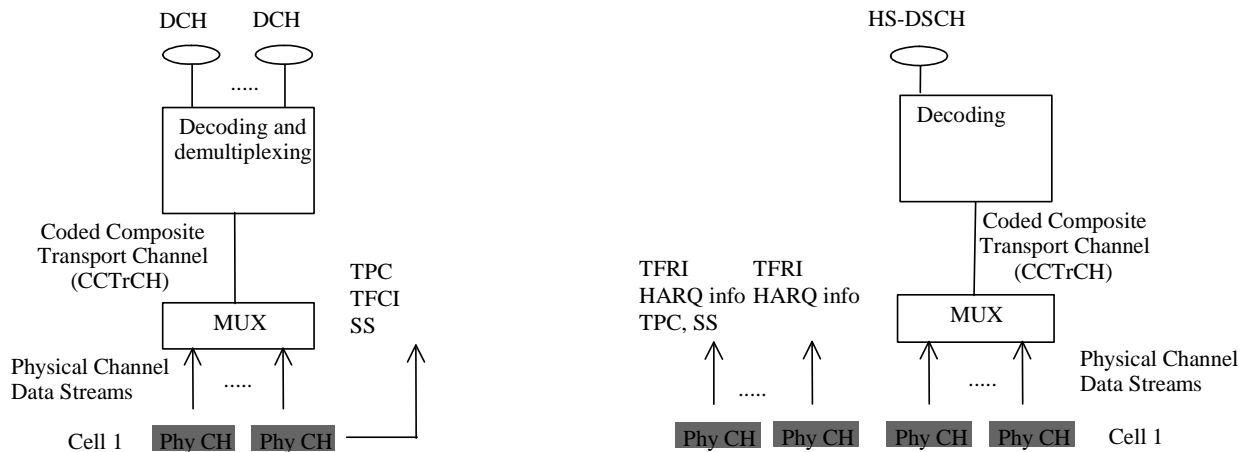 DCH DCH
.....
Decoding and
demultiplexing
Coded Composite
Transport Channel
(CCTrCH)
TPC
TFCI
SS
MUX
Physical Channel
Data Streams
.....
Cell 1 Phy CH Phy CH
HS-DSCH
Decoding
Coded Composite
Transport Channel
(CCTrCH)
TFRI
HARQ info
TPC, SS
TFRI
HARQ info
MUX
Physical Channel
Data Streams
.....
.....
Phy CH Phy CH Phy CH Phy CH Cell 1